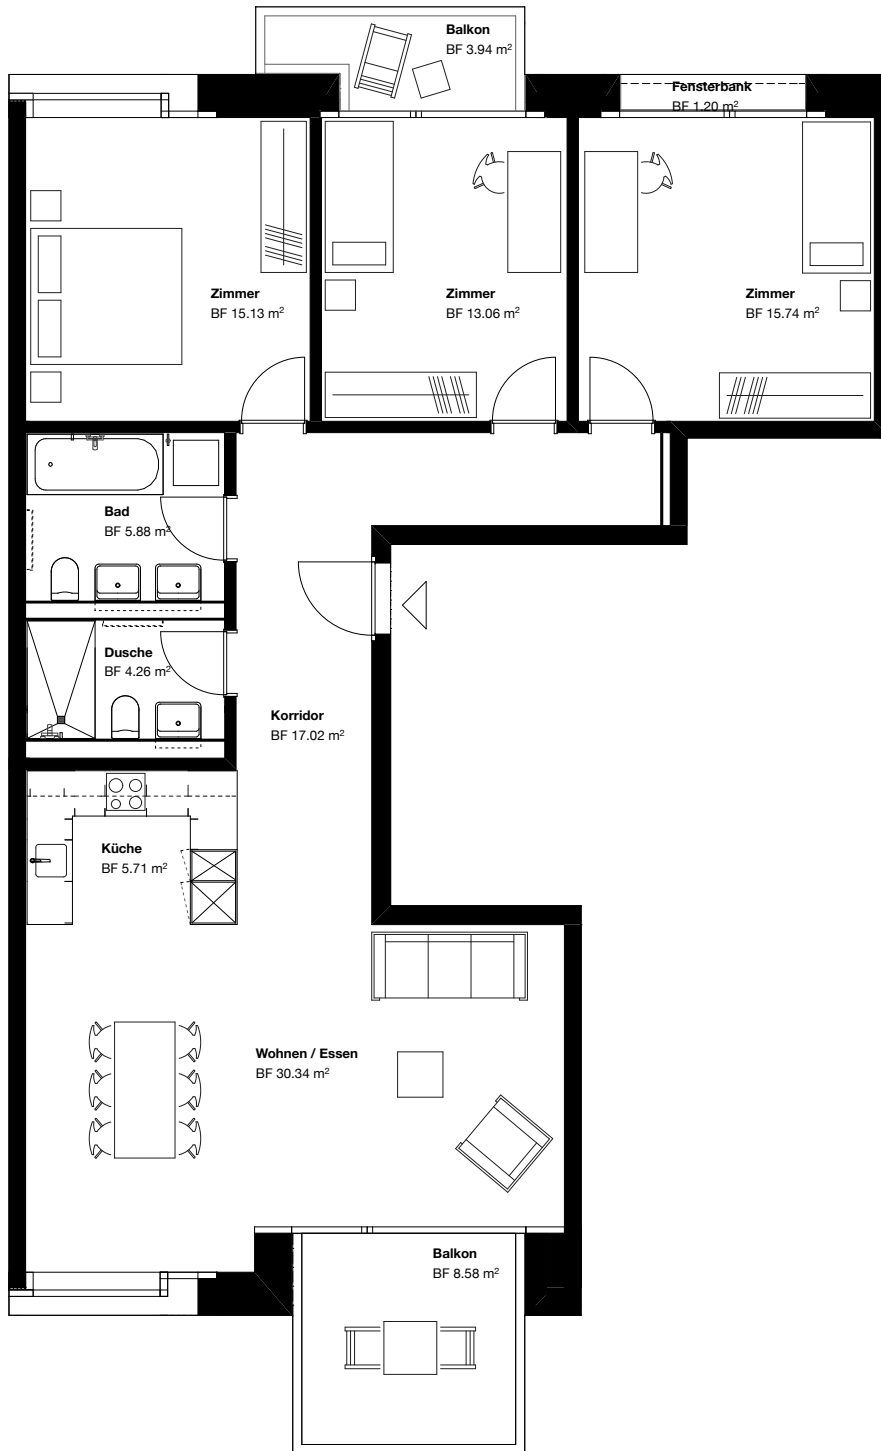 Balkon
BF 3.94 m²
Fensterbank
BF 1.20 m²
Zimmer
BF 15.13 m²
Zimmer
BF 13.06 m²
Zimmer
BF 15.74 m²
Bad
BF 5.88 m²
Dusche
BF 4.26 m²
Korridor
BF 17.02 m²
Küche
BF 5.71 m²
Wohnen / Essen
BF 30.34 m²
Balkon
BF 8.58 m²